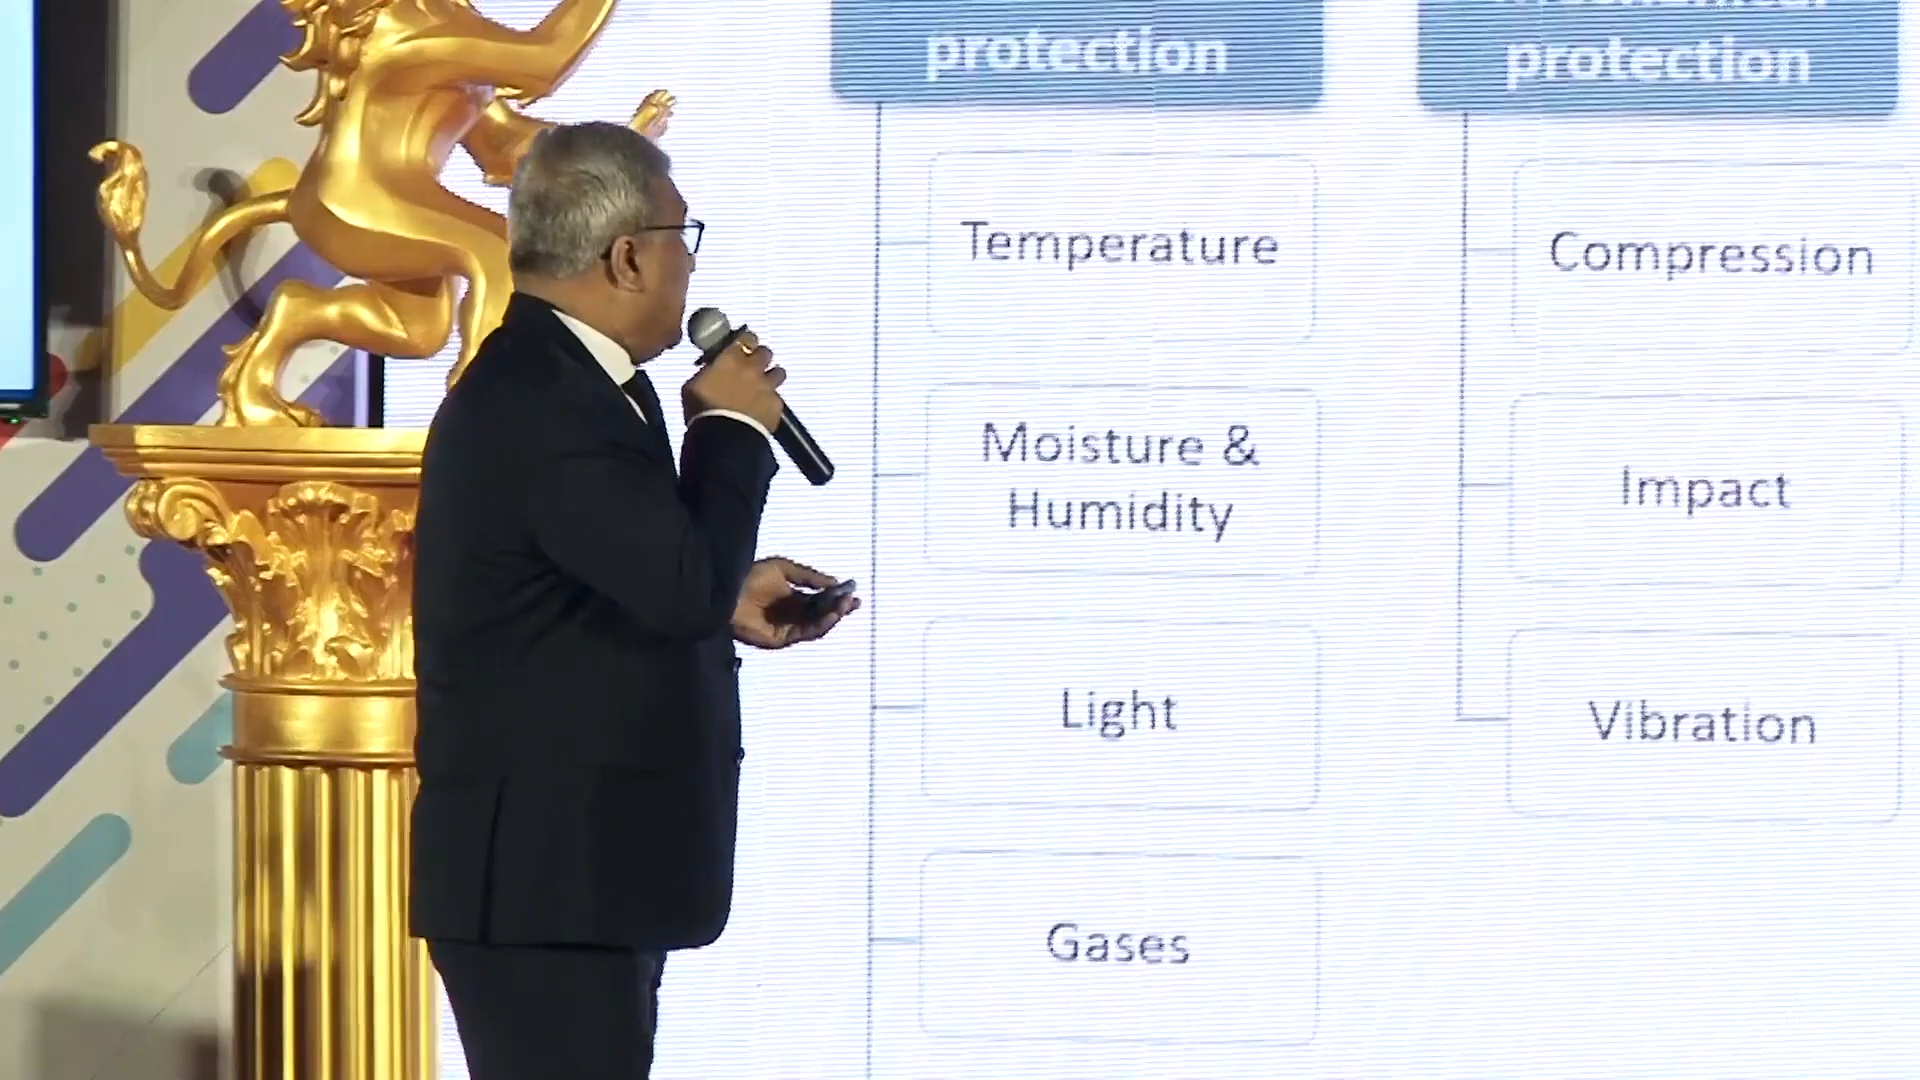 protection
Temperature
Moisture &
Humidity
Light
Gases
protection
Compression
Impact
Vibration